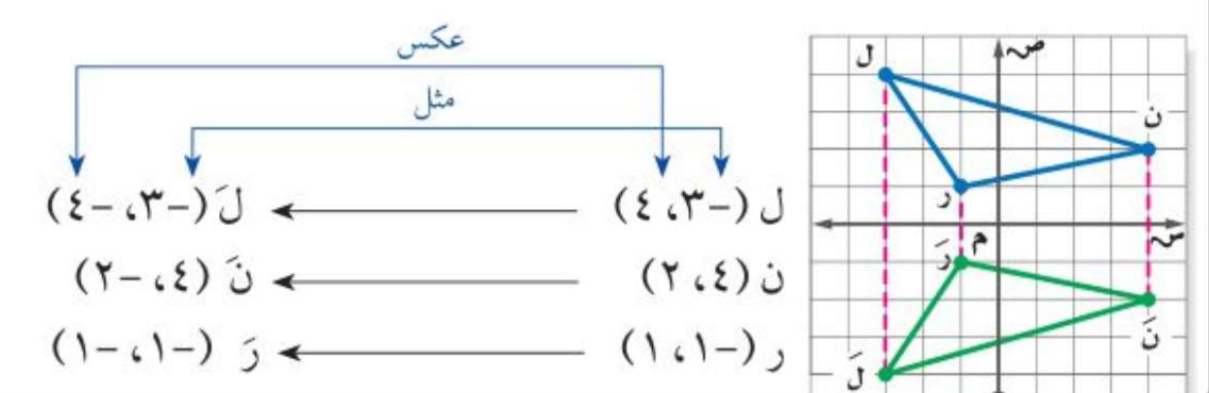 عكس
مثل
ل (-٣، ٤) ← لَ (-٣، -٤)
ن (٤، ٢) ← نَ (٤، -٢)
ر (-١، ١) ← رَ (-١، -١)
ص
ل
ن
ر
م
س
رَ
نَ
لَ